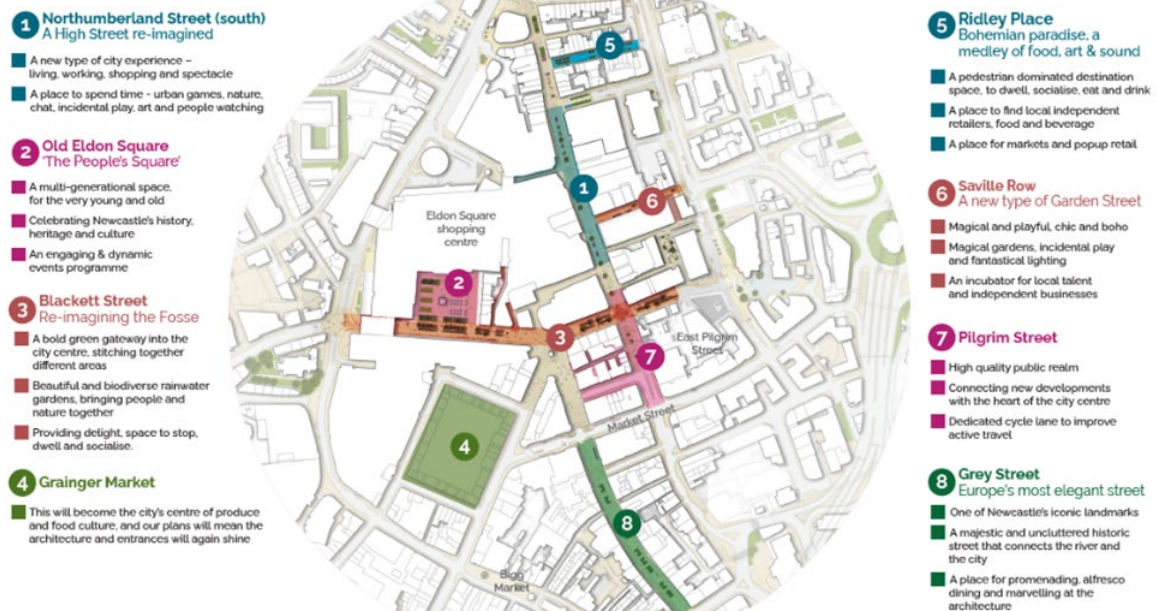 1 Northumberland Street (south)
A High Street re-imagined
A new type of city experience –
living, working, shopping and spectacle
A place to spend time - urban games, nature,
chat, incidental play, art and people watching
2 Old Eldon Square
'The People's Square'
A multi-generational space,
for the very young and old
Celebrating Newcastle's history,
heritage and culture
An engaging & dynamic
events programme
3 Blackett Street
Re-imagining the Fosse
A bold green gateway into the
city centre, stitching together
different areas
Beautiful and biodiverse rainwater
gardens, bringing people and
nature together
Providing delight, space to stop,
dwell and socialise.
4 Grainger Market
This will become the city's centre of produce
and food culture, and our plans will mean the
architecture and entrances will again shine
5
1
6
Eldon Square
shopping
centre
2
3
East Pilgrim
Street
7
Market Street
4
8
Bigg
Market
5 Ridley Place
Bohemian paradise, a
medley of food, art & sound
A pedestrian dominated destination
space, to dwell, socialise, eat and drink
A place to find local independent
retailers, food and beverage
A place for markets and popup retail
6 Saville Row
A new type of Garden Street
Magical and playful, chic and boho
Magical gardens, incidental play
and fantastical lighting
An incubator for local talent
and independent businesses
7 Pilgrim Street
High quality public realm
Connecting new developments
with the heart of the city centre
Dedicated cycle lane to improve
active travel
8 Grey Street
Europe's most elegant street
One of Newcastle's iconic landmarks
A majestic and uncluttered historic
street that connects the river and
the city
A place for promenading, alfresco
dining and marvelling at the
architecture